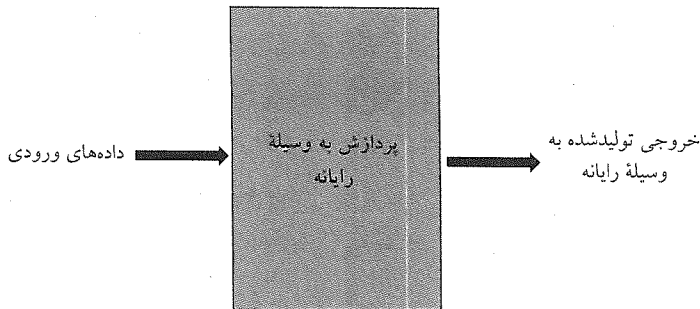 داده‌های ورودی
پردازش به وسیلهٔ
رایانه
خروجی تولیدشده به
وسیلهٔ رایانه